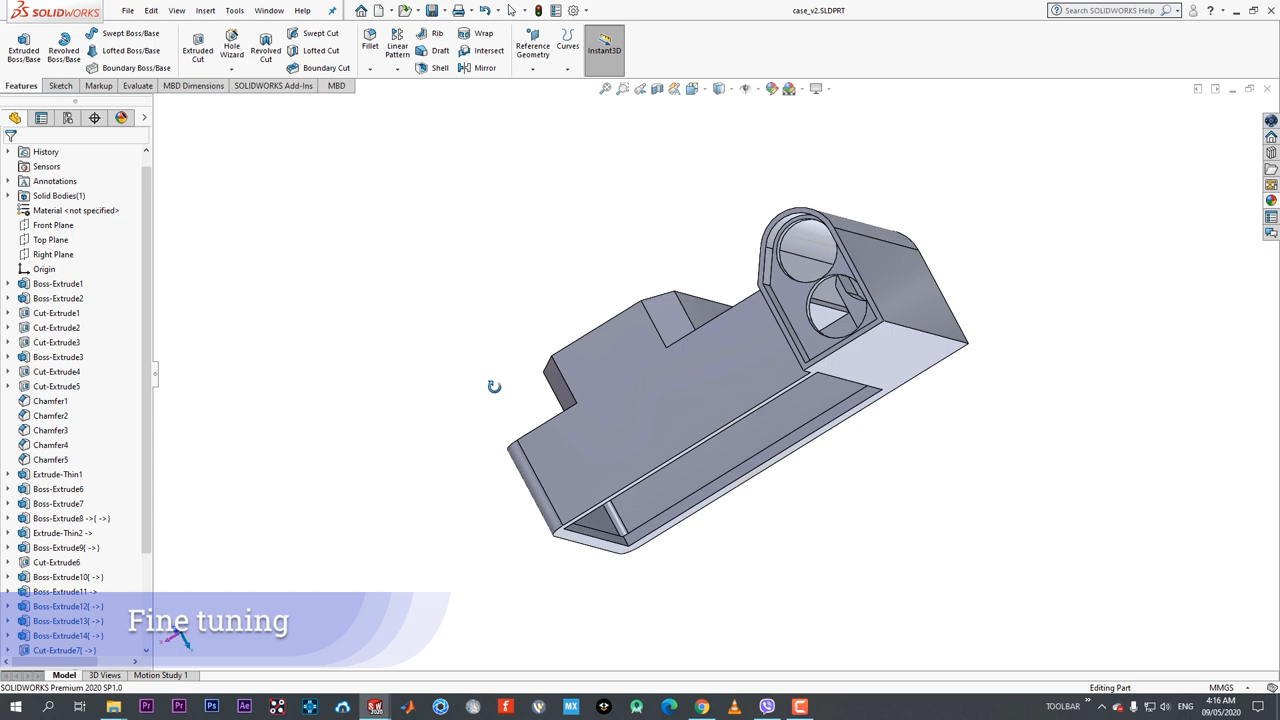 SOLIDWORKS
File Edit View Insert Tools Window Help
case_v2.SLDPRT
Search SOLIDWORKS Help
Extruded Boss/Base
Revolved Boss/Base
Swept Boss/Base
Lofted Boss/Base
Boundary Boss/Base
Extruded Cut
Hole Wizard
Revolved Cut
Swept Cut
Lofted Cut
Boundary Cut
Fillet
Linear Pattern
Rib
Draft
Shell
Wrap
Intersect
Mirror
Reference Geometry
Curves
Instant3D
Features Sketch Markup Evaluate MBD Dimensions SOLIDWORKS Add-Ins MBD
History
Sensors
Annotations
Solid Bodies(1)
Material <not specified>
Front Plane
Top Plane
Right Plane
Origin
Boss-Extrude1
Boss-Extrude2
Cut-Extrude1
Cut-Extrude2
Cut-Extrude3
Boss-Extrude3
Cut-Extrude4
Cut-Extrude5
Chamfer1
Chamfer2
Chamfer3
Chamfer4
Chamfer5
Extrude-Thin1
Boss-Extrude6
Boss-Extrude7
Boss-Extrude8 ->{ ->}
Extrude-Thin2 ->
Boss-Extrude9{ ->}
Cut-Extrude6
Boss-Extrude10{ ->}
Boss-Extrude11 ->
Boss-Extrude12{ ->}
Boss-Extrude13{ ->}
Boss-Extrude14{ ->}
Cut-Extrude7{ ->}
Fine tuning
Model 3D Views Motion Study 1
SOLIDWORKS Premium 2020 SP1.0
Editing Part
MMGS
TOOLBAR
ENG
4:16 AM
09/05/2020